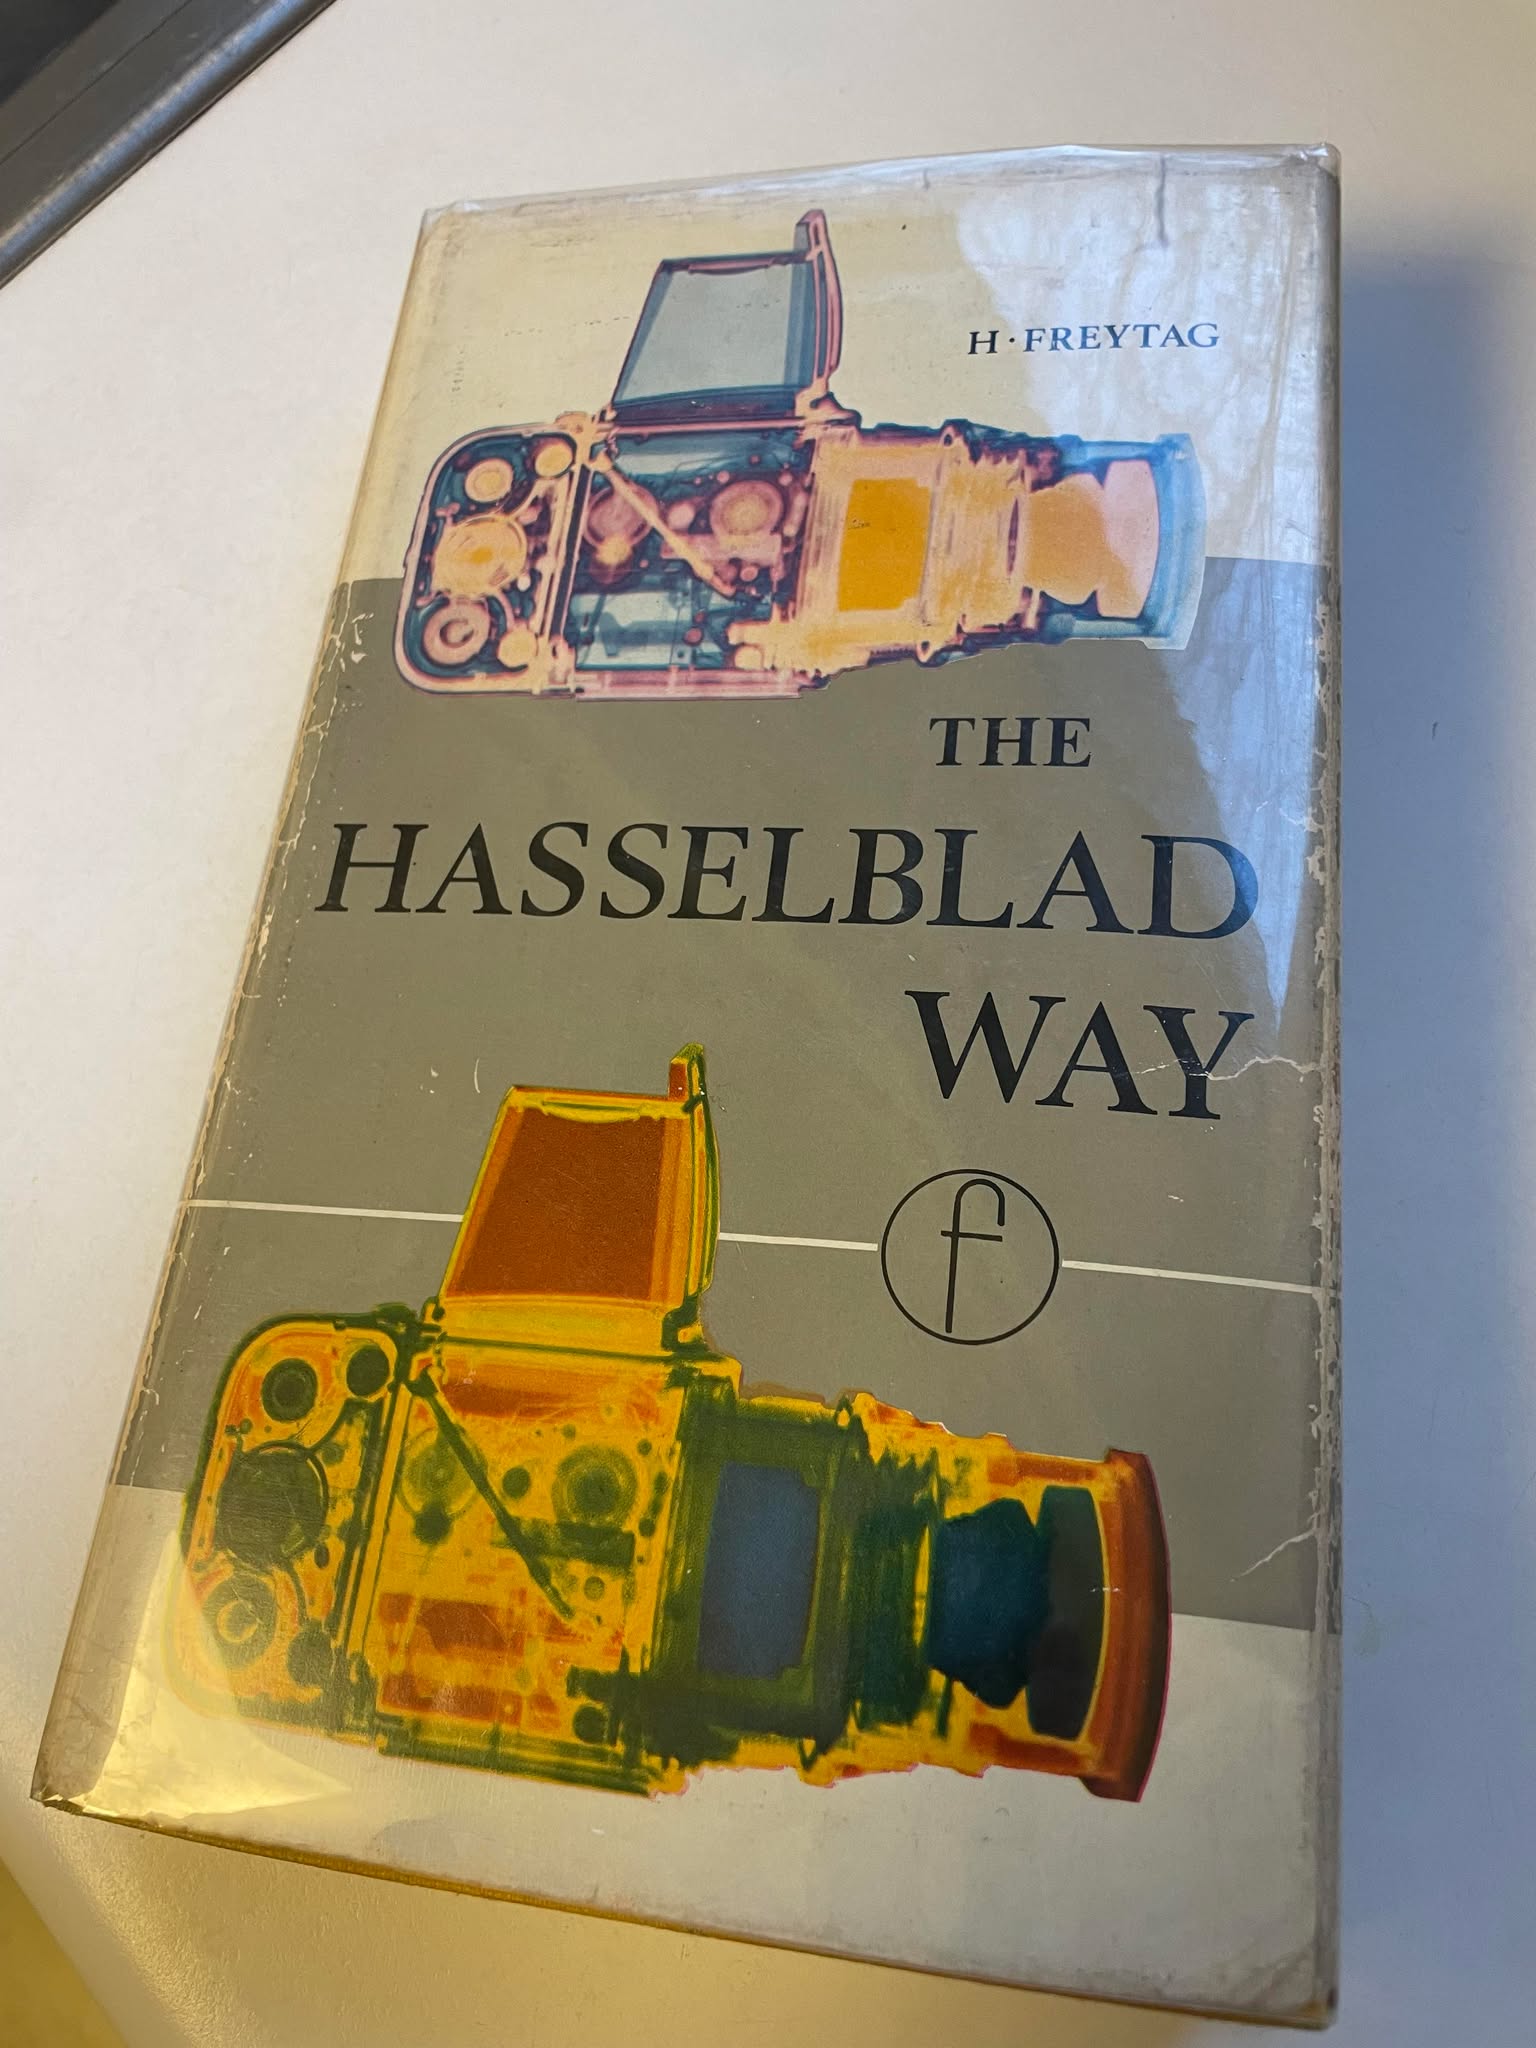 H·FREYTAG
THE
HASSELBLAD
WAY
f